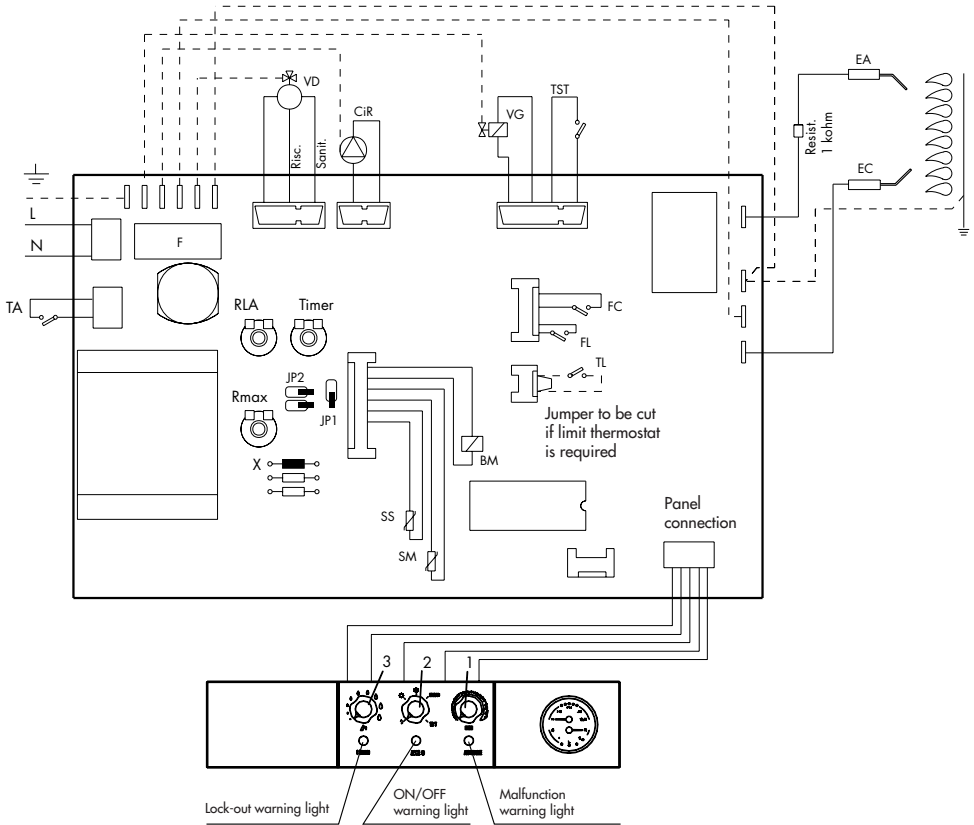 EA
VD
TST
CiR
VG
Resist.
1 kohm
Risc.
Sanit.
EC
L
N
F
TA
RLA
Timer
FC
FL
TL
JP2
Rmax
JP1
Jumper to be cut
if limit thermostat
is required
X
BM
SS
SM
Panel
connection
3
2
1
Lock-out warning light
ON/OFF
warning light
Malfunction
warning light